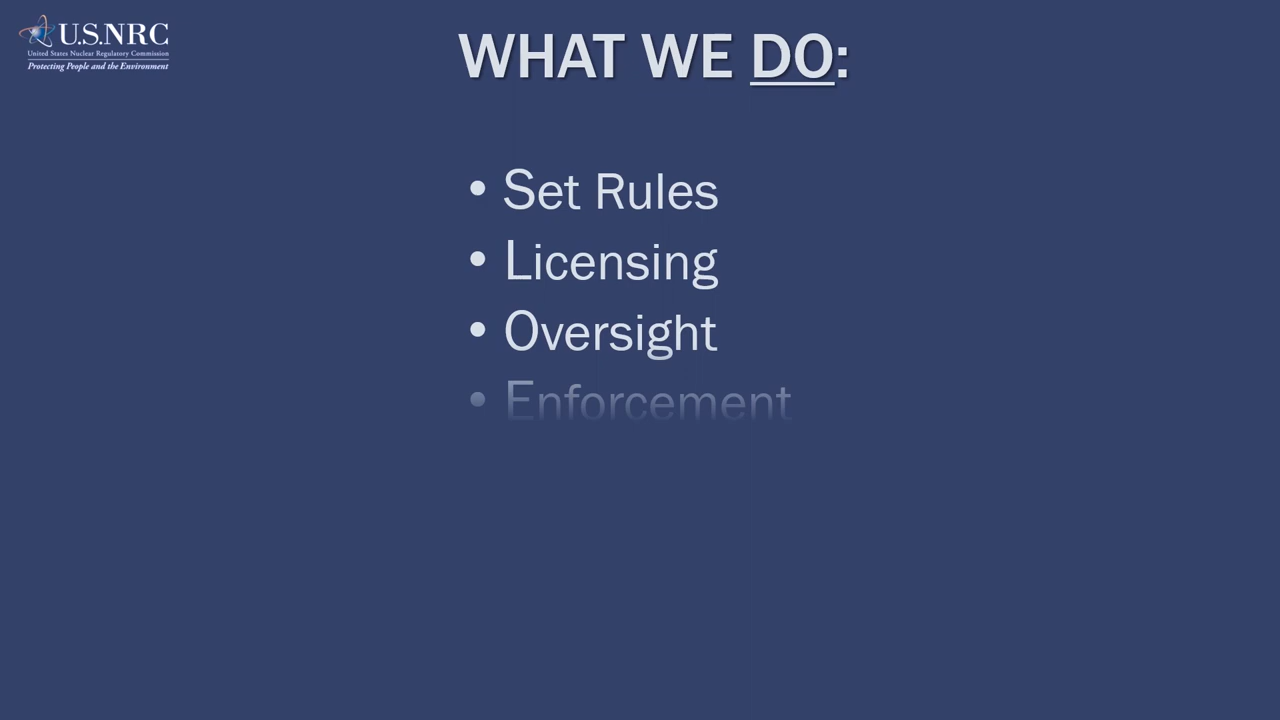 U.S.NRC
United States Nuclear Regulatory Commission
Protecting People and the Environment
WHAT WE DO:
• Set Rules
• Licensing
• Oversight
• Enforcement